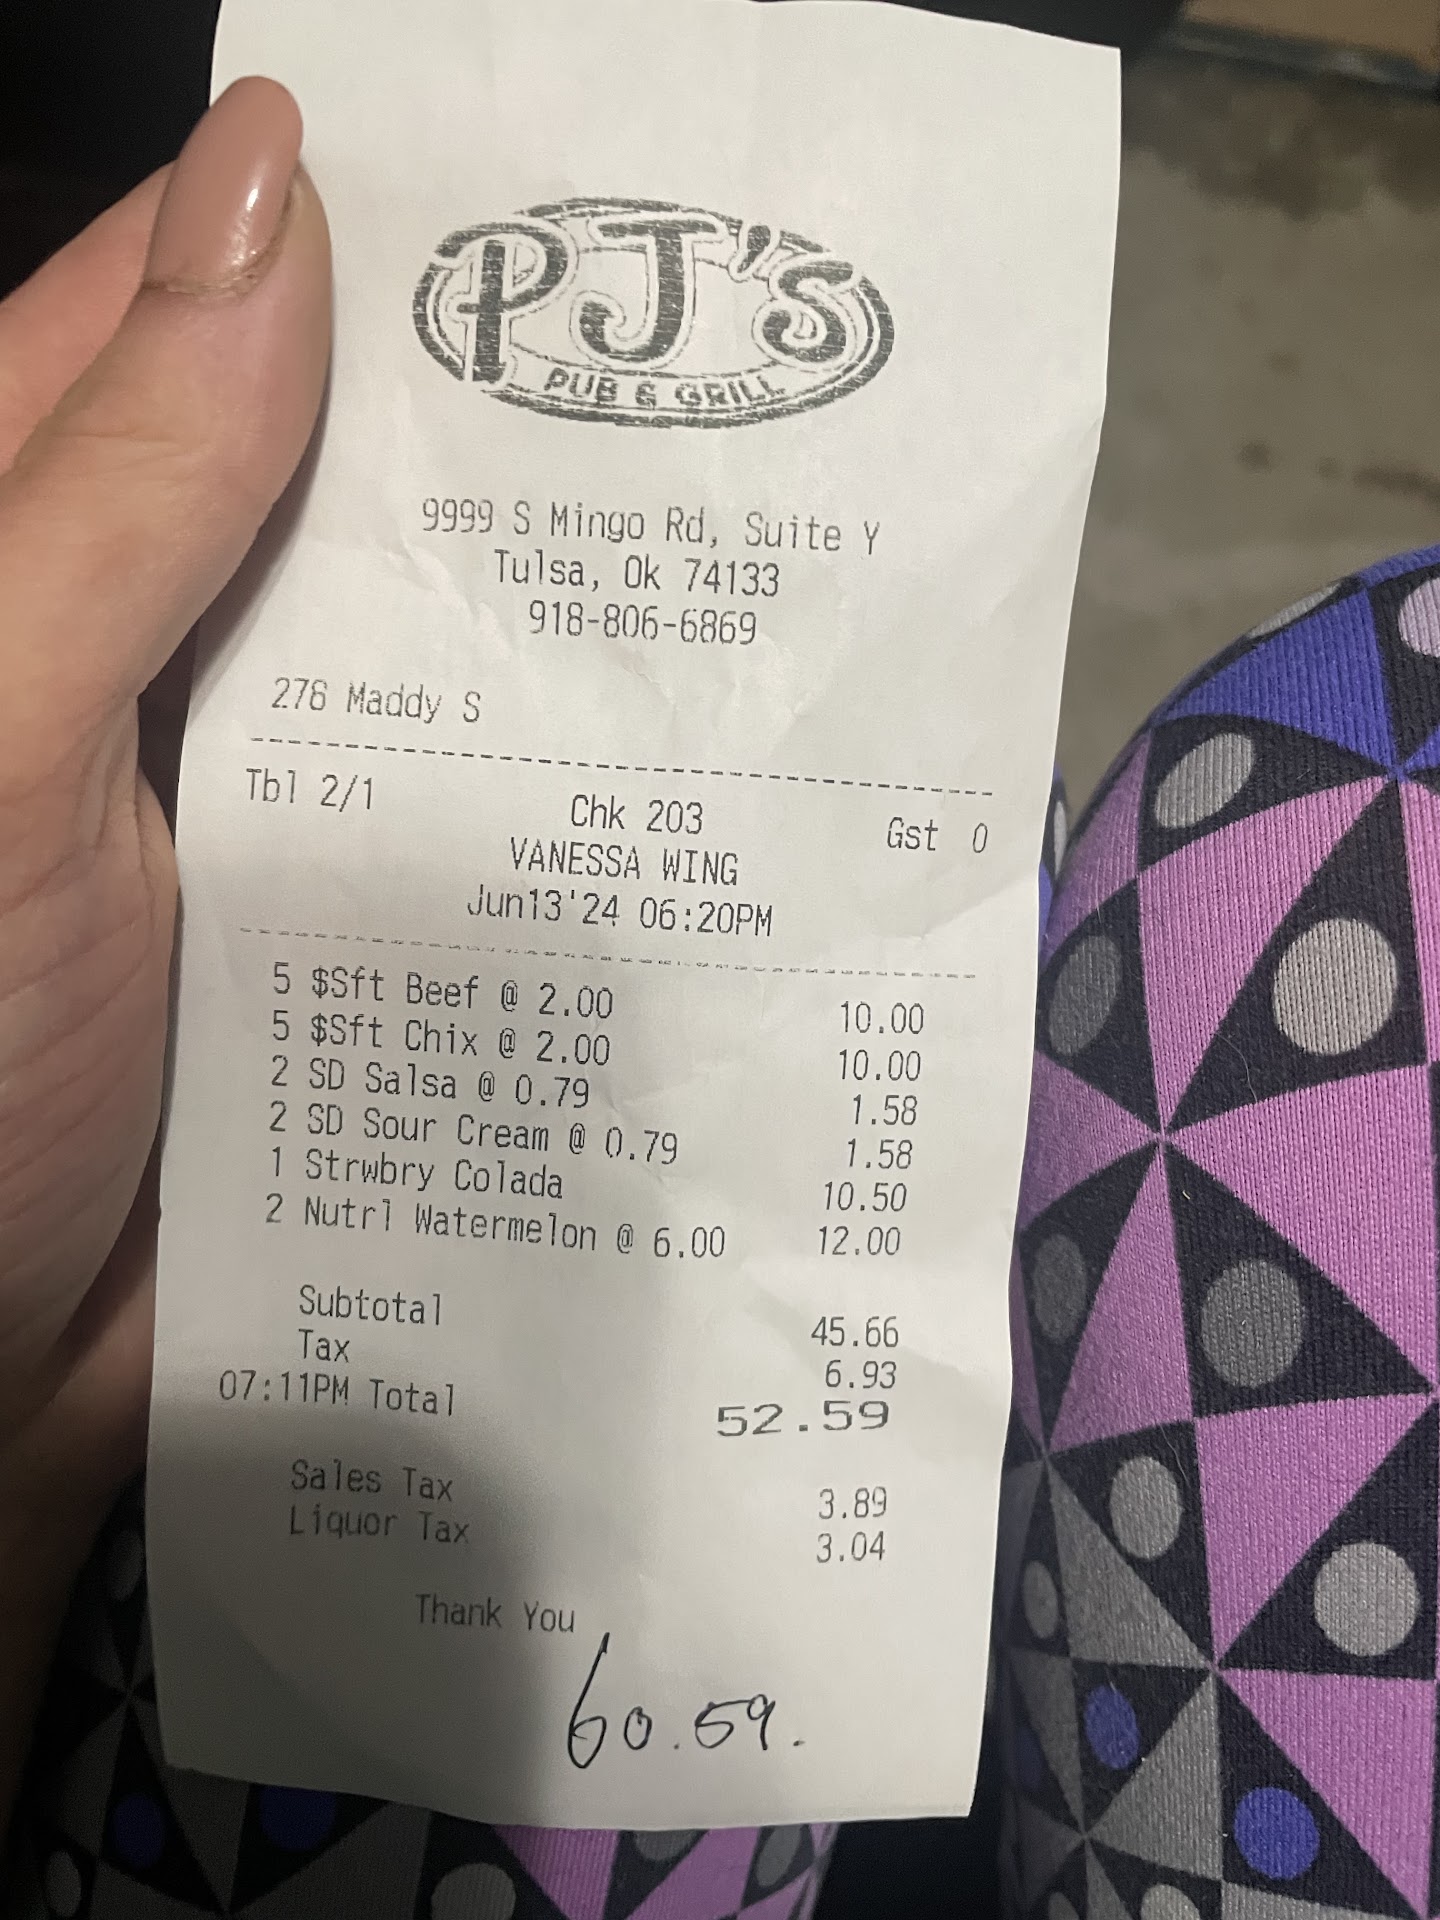 PJ's
PUB & GRILL
9999 S Mingo Rd, Suite Y
Tulsa, Ok 74133
918-806-6869
276 Maddy S
Tbl 2/1 Chk 203 Gst 0
VANESSA WING
Jun13'24 06:20PM
5 $Sft Beef @ 2.00 10.00
5 $Sft Chix @ 2.00 10.00
2 SD Salsa @ 0.79 1.58
2 SD Sour Cream @ 0.79 1.58
1 Strwbry Colada 10.50
2 Nutrl Watermelon @ 6.00 12.00
Subtotal 45.66
Tax 6.93
07:11PM Total 52.59
Sales Tax 3.89
Liquor Tax 3.04
Thank You
60.59.